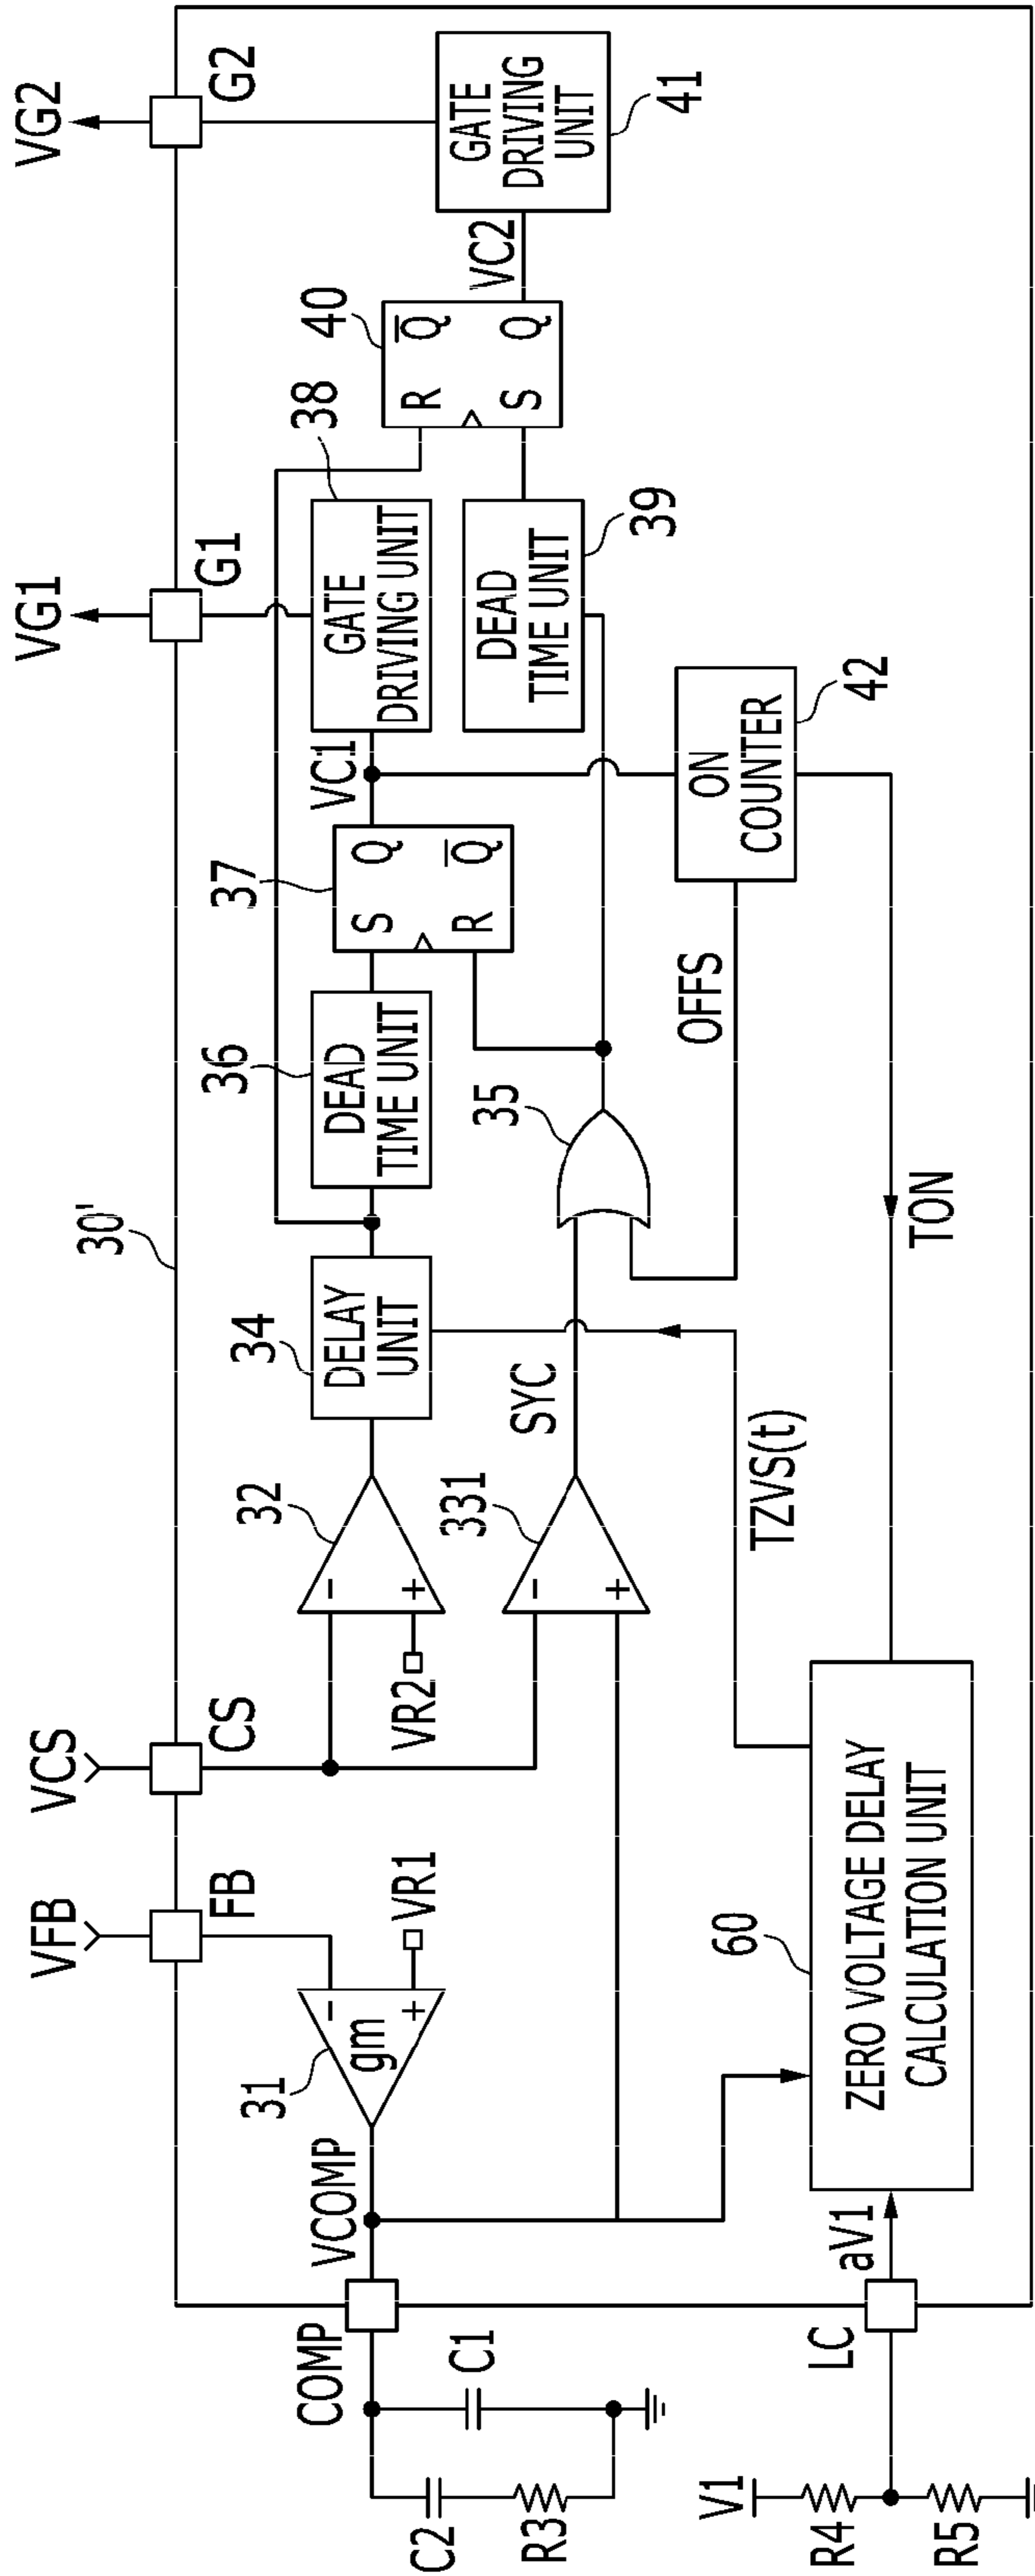 VFB
VCS
VG1
VG2
FB
CS
G1
G2
30'
31
gm
-
+
VR1
VCOMP
COMP
C2
C1
R3
32
-
+
VR2
34
DELAY
UNIT
36
DEAD
TIME UNIT
37
S
Q
R
Q
VC1
38
GATE
DRIVING UNIT
40
R
Q
S
Q
VC2
GATE
DRIVING
UNIT
41
DEAD
TIME UNIT
39
331
-
+
SYC
35
OFFS
ON
COUNTER
42
TZVS(t)
TON
60
ZERO VOLTAGE DELAY
CALCULATION UNIT
aV1
LC
V1
R4
R5